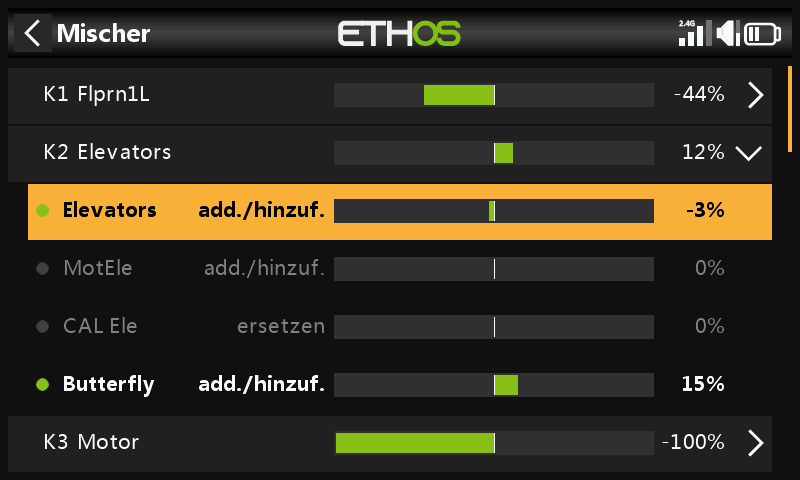 Mischer ETHOS 2.4G
K1 Flprn1L -44%
K2 Elevators 12%
Elevators add./hinzuf. -3%
MotEle add./hinzuf. 0%
CAL Ele ersetzen 0%
Butterfly add./hinzuf. 15%
K3 Motor -100%